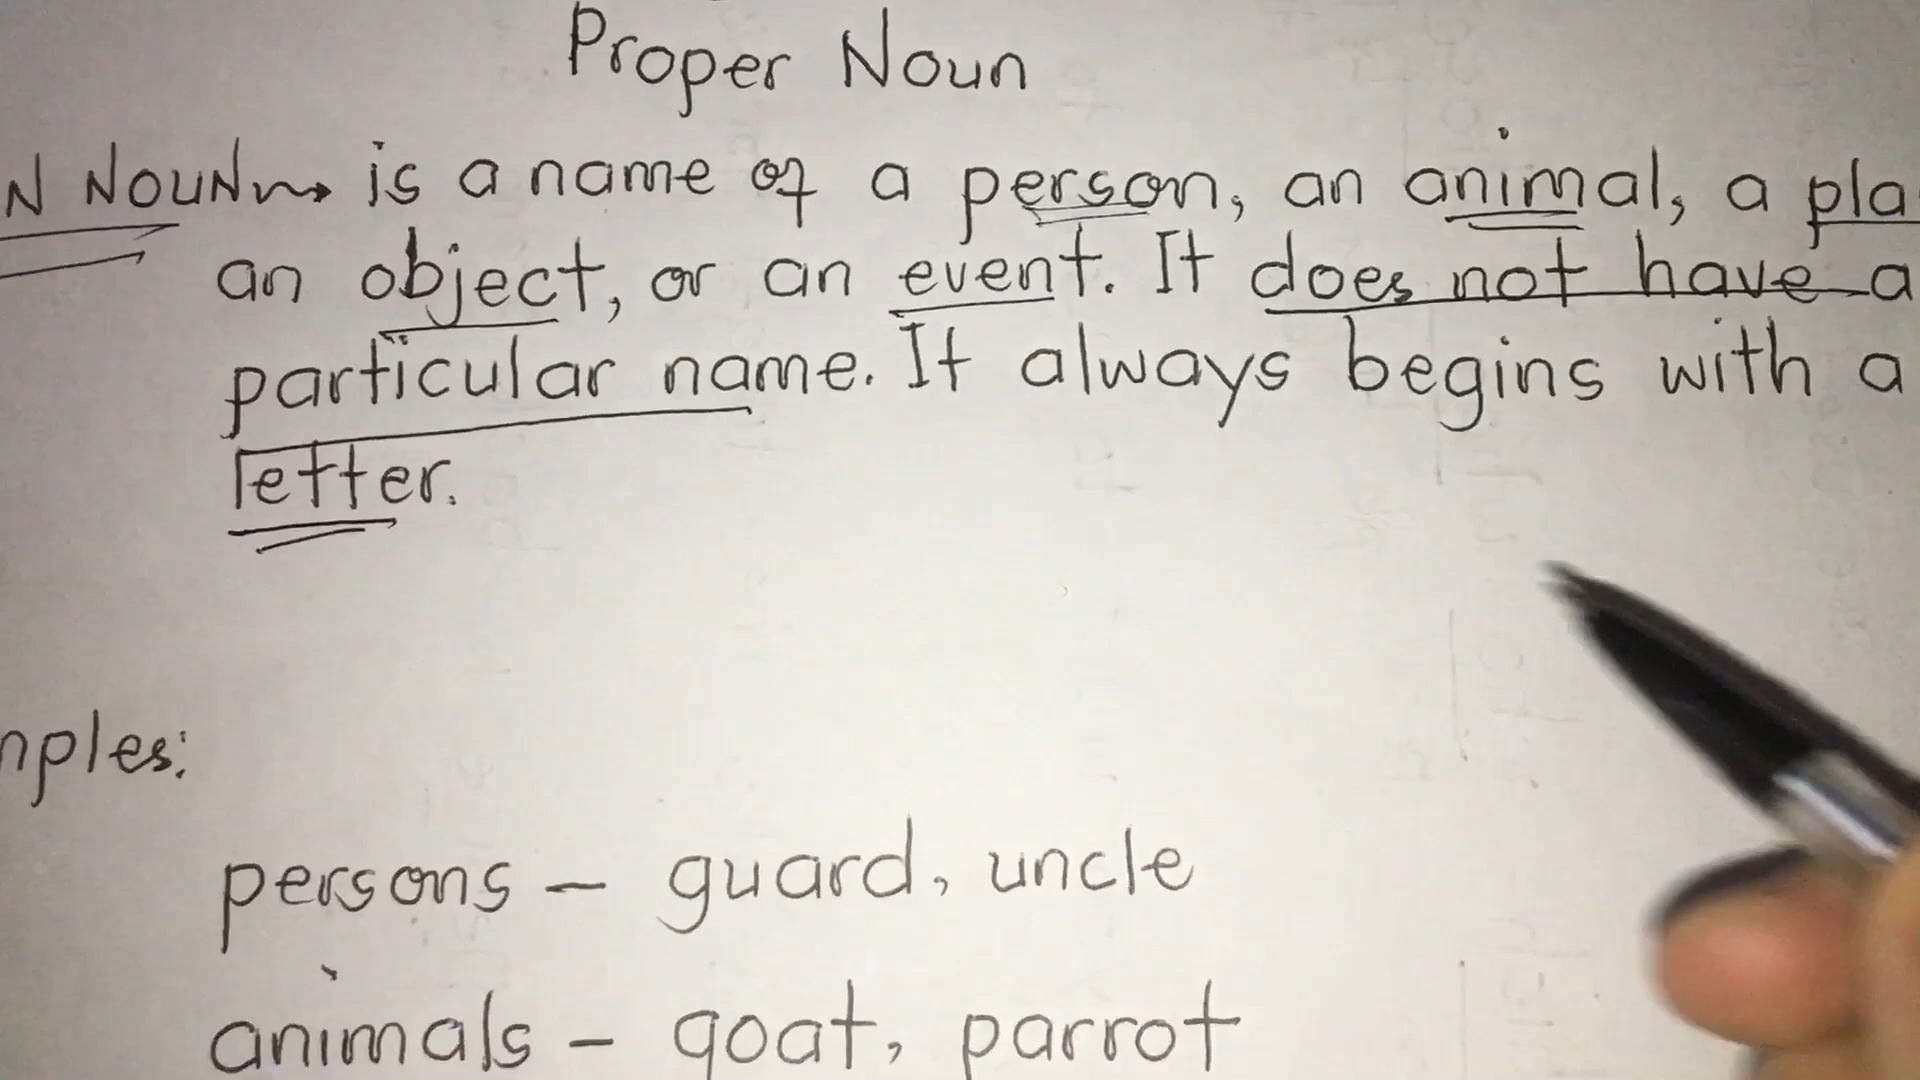 Proper Noun
N NOUN is a name of a person, an animal, a pla
an object, or an event. It does not have a
particular name. It always begins with a
letter.
nples:
persons – guard, uncle
animals – goat, parrot